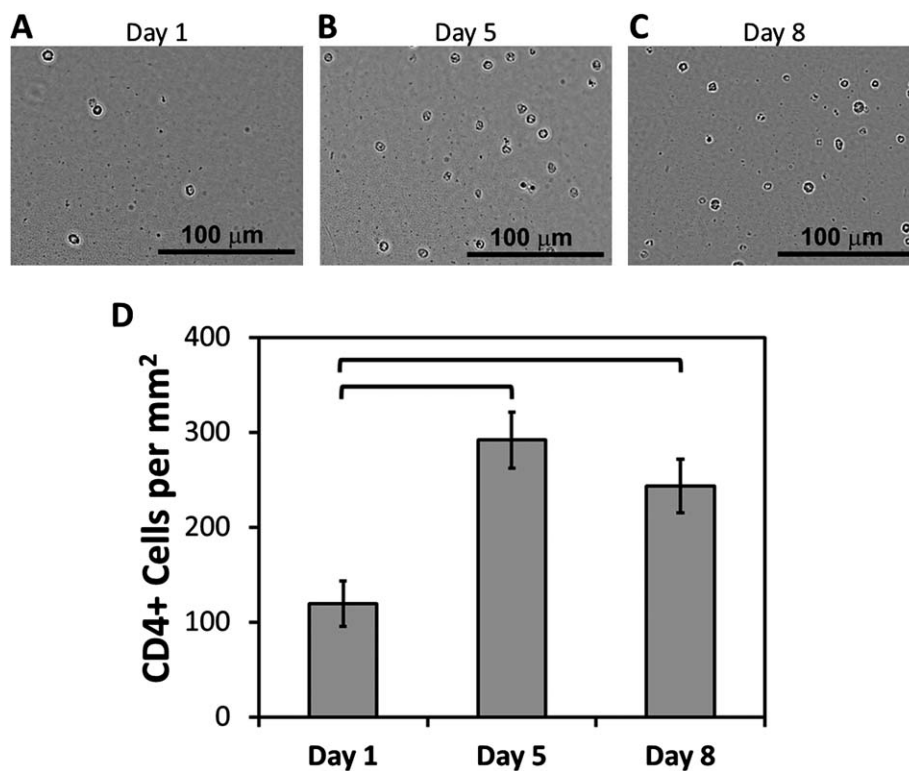 A Day 1
B Day 5
C Day 8
100 μm
100 μm
100 μm
D
CD4+ Cells per mm²
400
300
200
100
0
Day 1
Day 5
Day 8